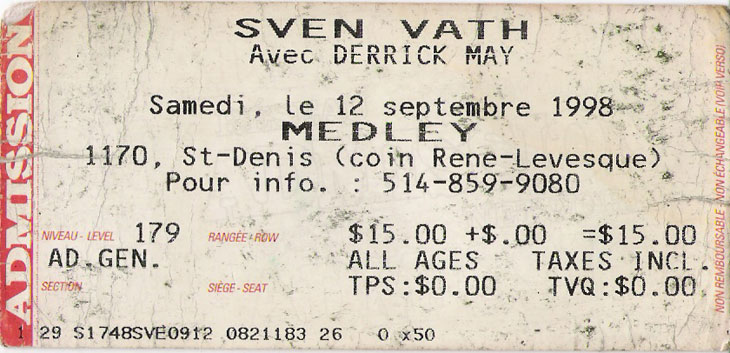 ADMISSION
SVEN VATH
Avec DERRICK MAY
Samedi, le 12 septembre 1998
MEDLEY
1170, St-Denis (coin Rene-Levesque)
Pour info. : 514-859-9080
NIVEAU - LEVEL 179 RANGÉE - ROW $15.00 +$.00 =$15.00
AD.GEN. ALL AGES TAXES INCL.
SECTION SIÈGE - SEAT TPS:$0.00 TVQ:$0.00
1 29 S1748SVE0912 0821183 26 0 x50
NON REMBOURSABLE - NON ÉCHANGEABLE (VOIR VERSO)